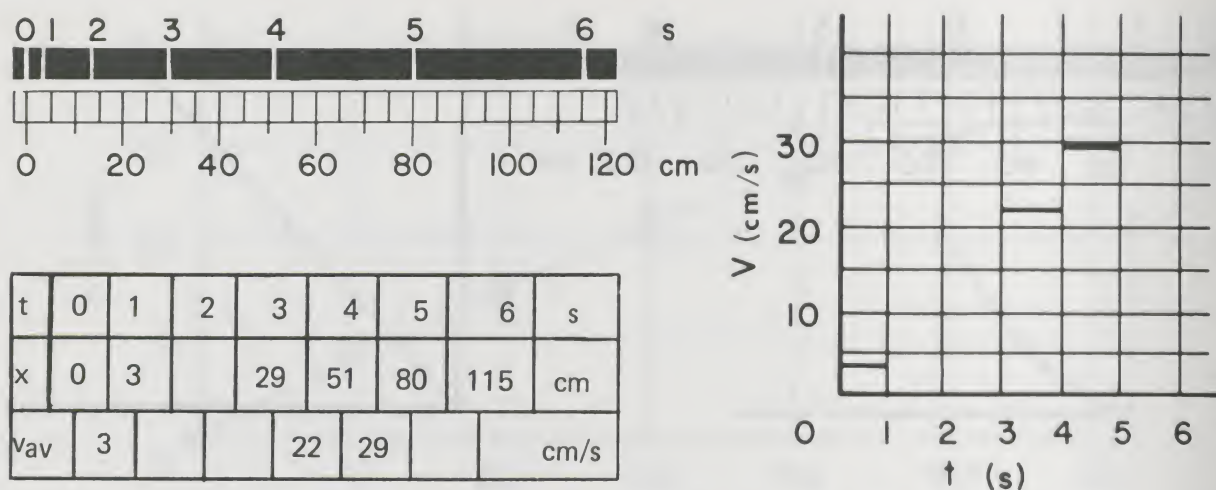 0 1 2 3 4 5 6 s
0 20 40 60 80 100 120 cm
t 0 1 2 3 4 5 6 s
x 0 3 29 51 80 115 cm
vav 3 22 29 cm/s
V (cm/s)
30
20
10
0 1 2 3 4 5 6
t (s)